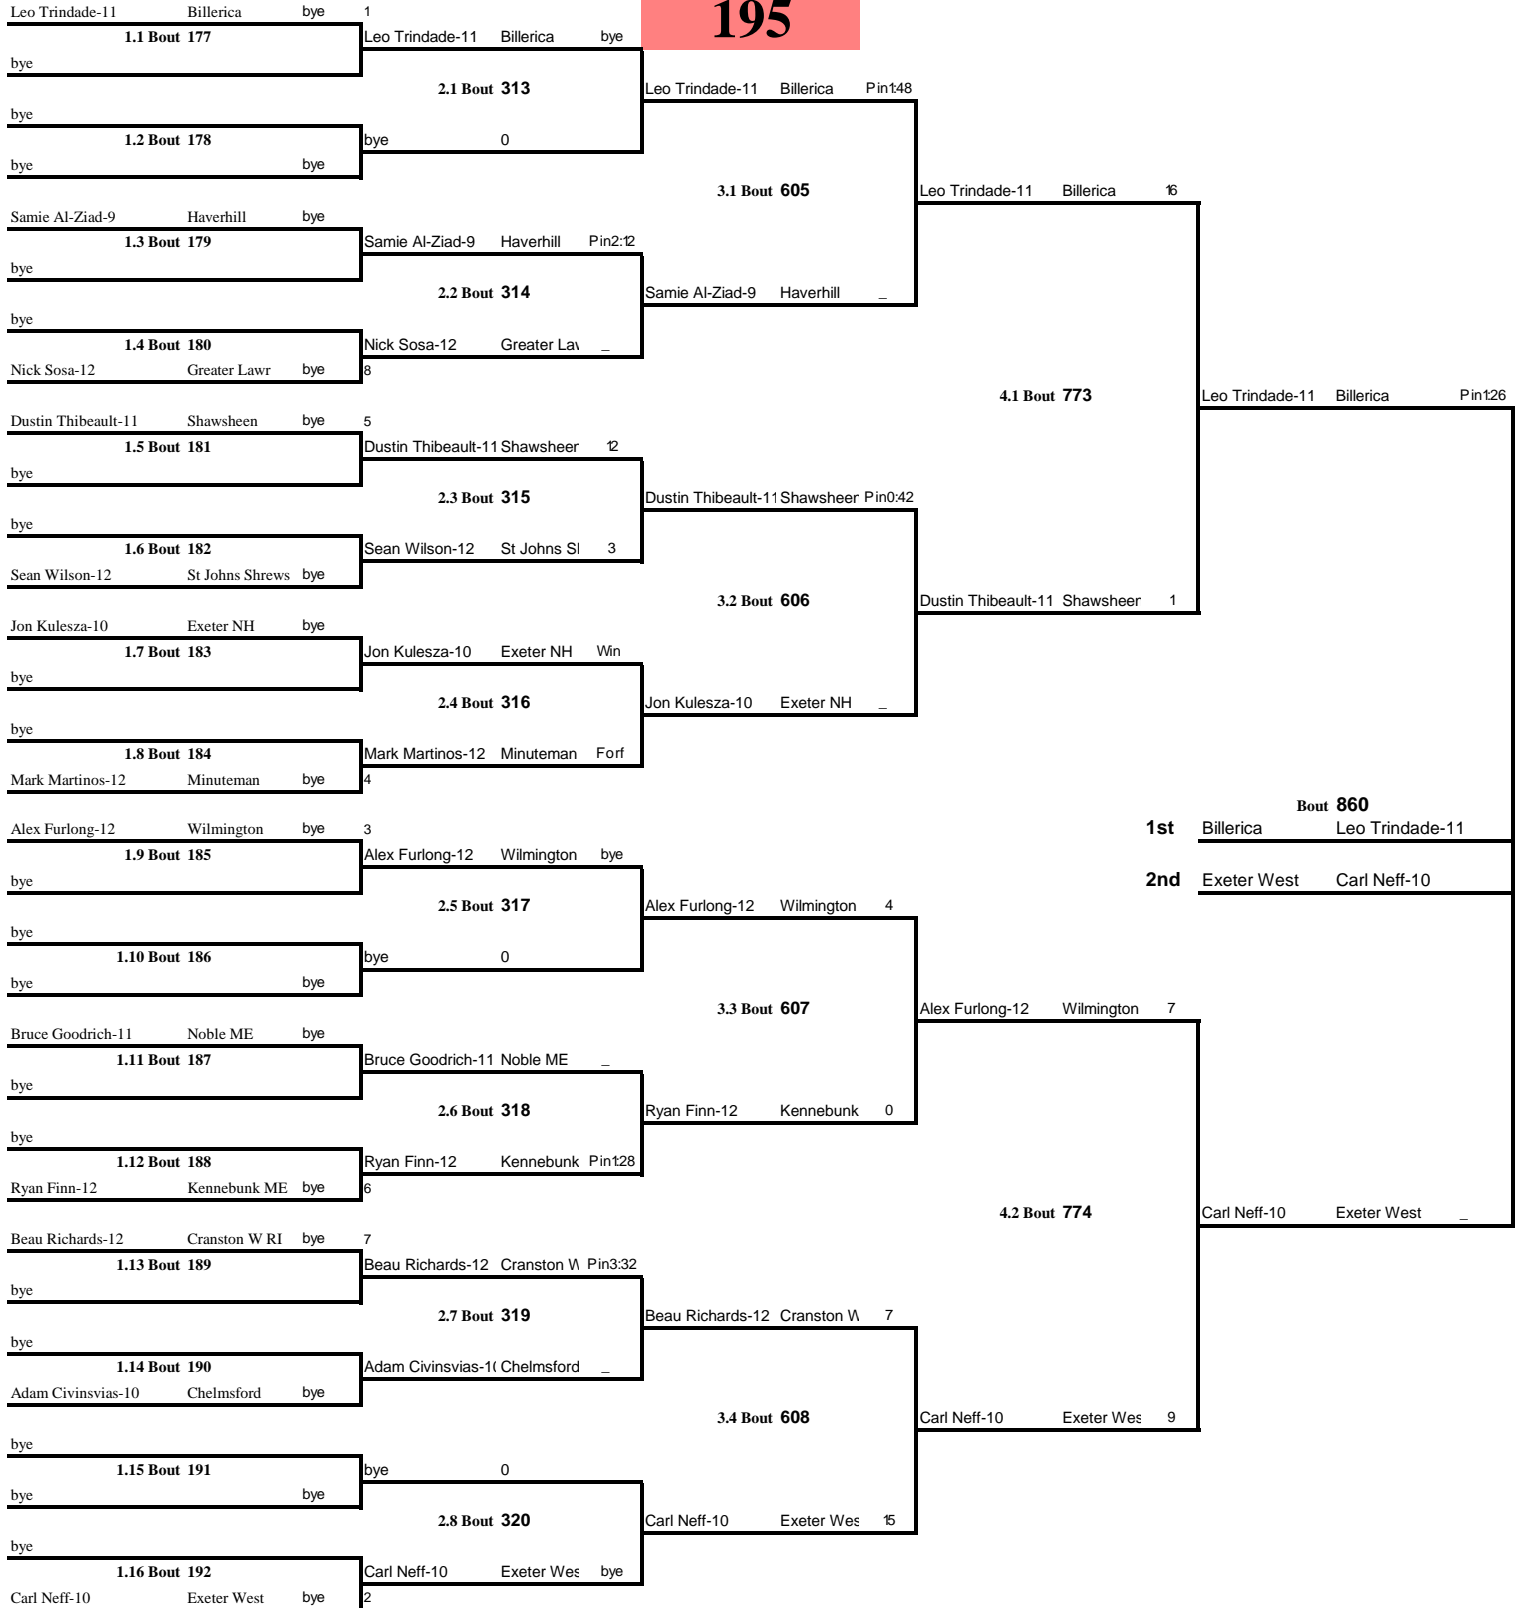 195
Leo Trindade-11 Billerica bye 1
1.1 Bout 177
bye
Leo Trindade-11 Billerica bye
2.1 Bout 313
bye
1.2 Bout 178
bye bye
bye 0
Leo Trindade-11 Billerica Pin1:48
3.1 Bout 605
Samie Al-Ziad-9 Haverhill bye
1.3 Bout 179
bye
Samie Al-Ziad-9 Haverhill Pin2:12
2.2 Bout 314
bye
1.4 Bout 180
Nick Sosa-12 Greater Lawr bye 8
Nick Sosa-12 Greater Law _
Samie Al-Ziad-9 Haverhill _
Leo Trindade-11 Billerica 16
4.1 Bout 773
Dustin Thibeault-11 Shawsheen bye 5
1.5 Bout 181
bye
Dustin Thibeault-11 Shawsheen 12
2.3 Bout 315
bye
1.6 Bout 182
Sean Wilson-12 St Johns Shrews bye
Sean Wilson-12 St Johns Sl 3
Dustin Thibeault-11 Shawsheen Pin0:42
3.2 Bout 606
Jon Kulesza-10 Exeter NH bye
1.7 Bout 183
bye
Jon Kulesza-10 Exeter NH Win
2.4 Bout 316
bye
1.8 Bout 184
Mark Martinos-12 Minuteman bye 4
Mark Martinos-12 Minuteman Forf
Jon Kulesza-10 Exeter NH _
Dustin Thibeault-11 Shawsheen 1
Leo Trindade-11 Billerica Pin1:26
Bout 860
1st Billerica Leo Trindade-11
2nd Exeter West Carl Neff-10
Alex Furlong-12 Wilmington bye 3
1.9 Bout 185
bye
Alex Furlong-12 Wilmington bye
2.5 Bout 317
bye
1.10 Bout 186
bye bye
bye 0
Alex Furlong-12 Wilmington 4
3.3 Bout 607
Bruce Goodrich-11 Noble ME bye
1.11 Bout 187
bye
Bruce Goodrich-11 Noble ME _
2.6 Bout 318
bye
1.12 Bout 188
Ryan Finn-12 Kennebunk ME bye 6
Ryan Finn-12 Kennebunk Pin1:28
Ryan Finn-12 Kennebunk 0
Alex Furlong-12 Wilmington 7
4.2 Bout 774
Beau Richards-12 Cranston W RI bye 7
1.13 Bout 189
bye
Beau Richards-12 Cranston W Pin3:32
2.7 Bout 319
bye
1.14 Bout 190
Adam Civinsvias-10 Chelmsford bye
Adam Civinsvias-10 Chelmsford _
Beau Richards-12 Cranston W 7
3.4 Bout 608
bye
1.15 Bout 191
bye bye
bye 0
2.8 Bout 320
bye
1.16 Bout 192
Carl Neff-10 Exeter West bye 2
Carl Neff-10 Exeter Wes bye
Carl Neff-10 Exeter Wes 15
Carl Neff-10 Exeter Wes 9
Carl Neff-10 Exeter West _